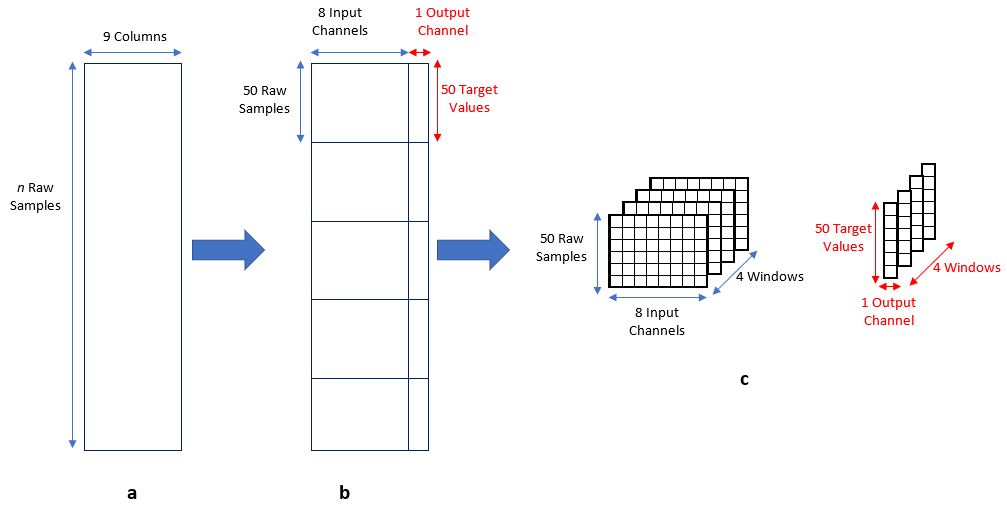 9 Columns
n Raw
Samples
a
8 Input
Channels
1 Output
Channel
50 Raw
Samples
50 Target
Values
b
50 Raw
Samples
8 Input
Channels
4 Windows
50 Target
Values
4 Windows
1 Output
Channel
c